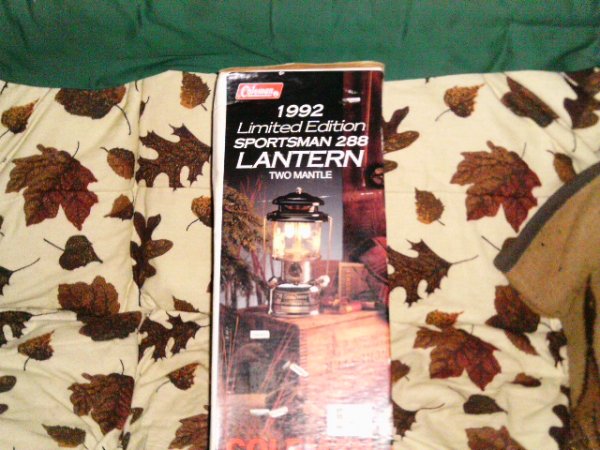 Coleman
1992
Limited Edition
SPORTSMAN 288
LANTERN
TWO MANTLE